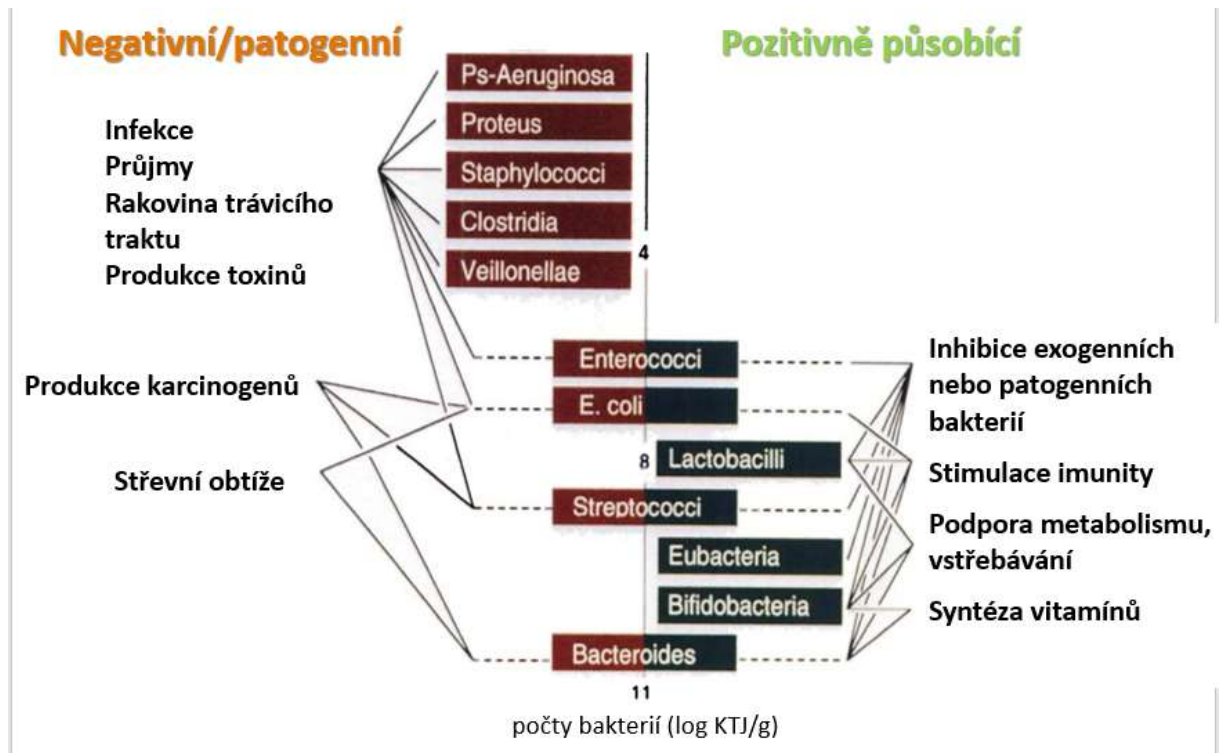 Negativní/patogenní
Pozitivně působící
Ps-Aeruginosa
Proteus
Staphylococci
Clostridia
Veillonellae
Infekce
Průjmy
Rakovina trávicího
traktu
Produkce toxinů
4
Enterococci
E. coli
8
Lactobacilli
Streptococci
Eubacteria
Bifidobacteria
Bacteroides
11
počty bakterií (log KTJ/g)
Produkce karcinogenů
Střevní obtíže
Inhibice exogenních
nebo patogenních
bakterií
Stimulace imunity
Podpora metabolismu,
vstřebávání
Syntéza vitamínů